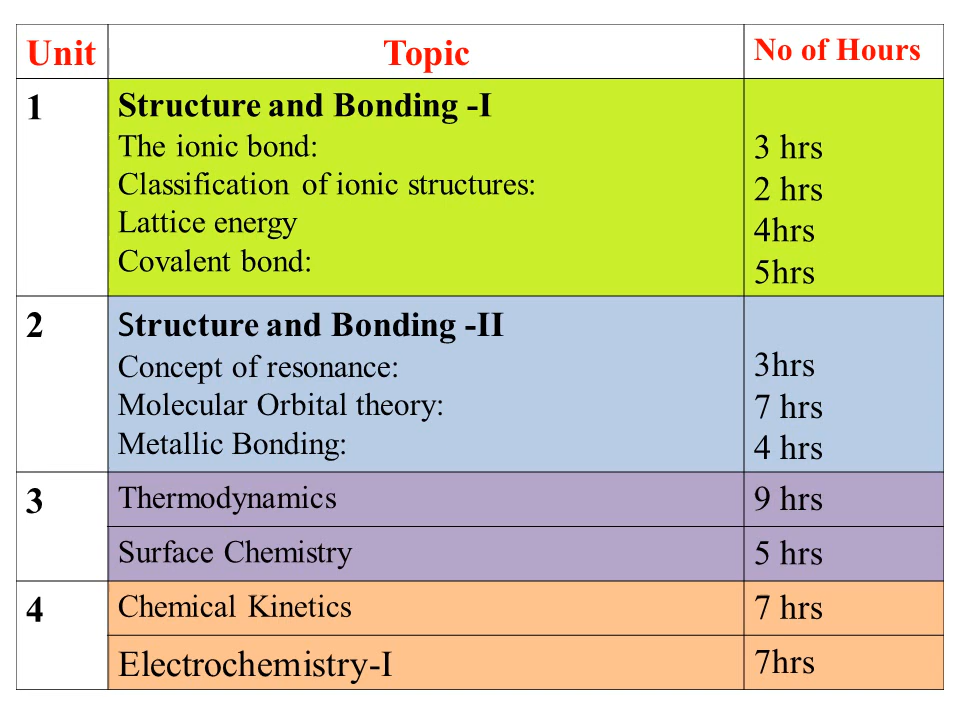 Unit Topic No of Hours
1 Structure and Bonding -I
The ionic bond: 3 hrs
Classification of ionic structures: 2 hrs
Lattice energy 4hrs
Covalent bond: 5hrs
2 Structure and Bonding -II
Concept of resonance: 3hrs
Molecular Orbital theory: 7 hrs
Metallic Bonding: 4 hrs
3 Thermodynamics 9 hrs
Surface Chemistry 5 hrs
4 Chemical Kinetics 7 hrs
Electrochemistry-I 7hrs